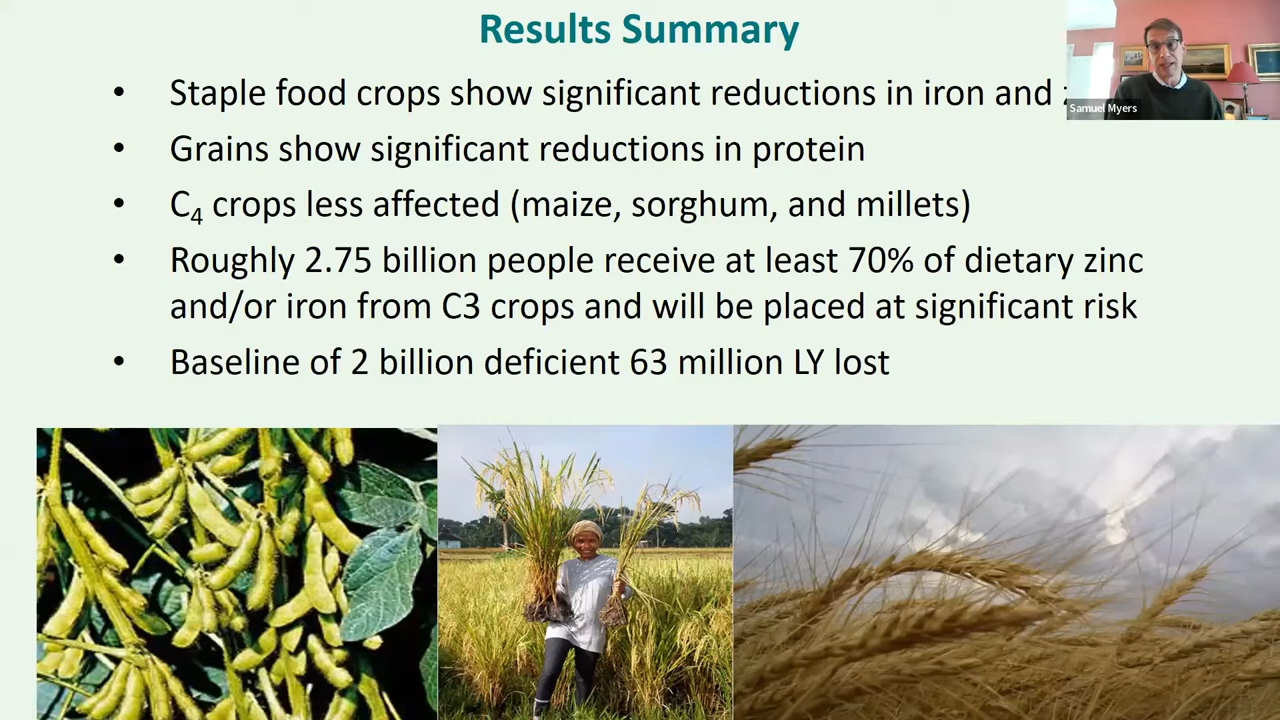 Results Summary
• Staple food crops show significant reductions in iron and
Samuel Myers
• Grains show significant reductions in protein
• C₄ crops less affected (maize, sorghum, and millets)
• Roughly 2.75 billion people receive at least 70% of dietary zinc
and/or iron from C3 crops and will be placed at significant risk
• Baseline of 2 billion deficient 63 million LY lost